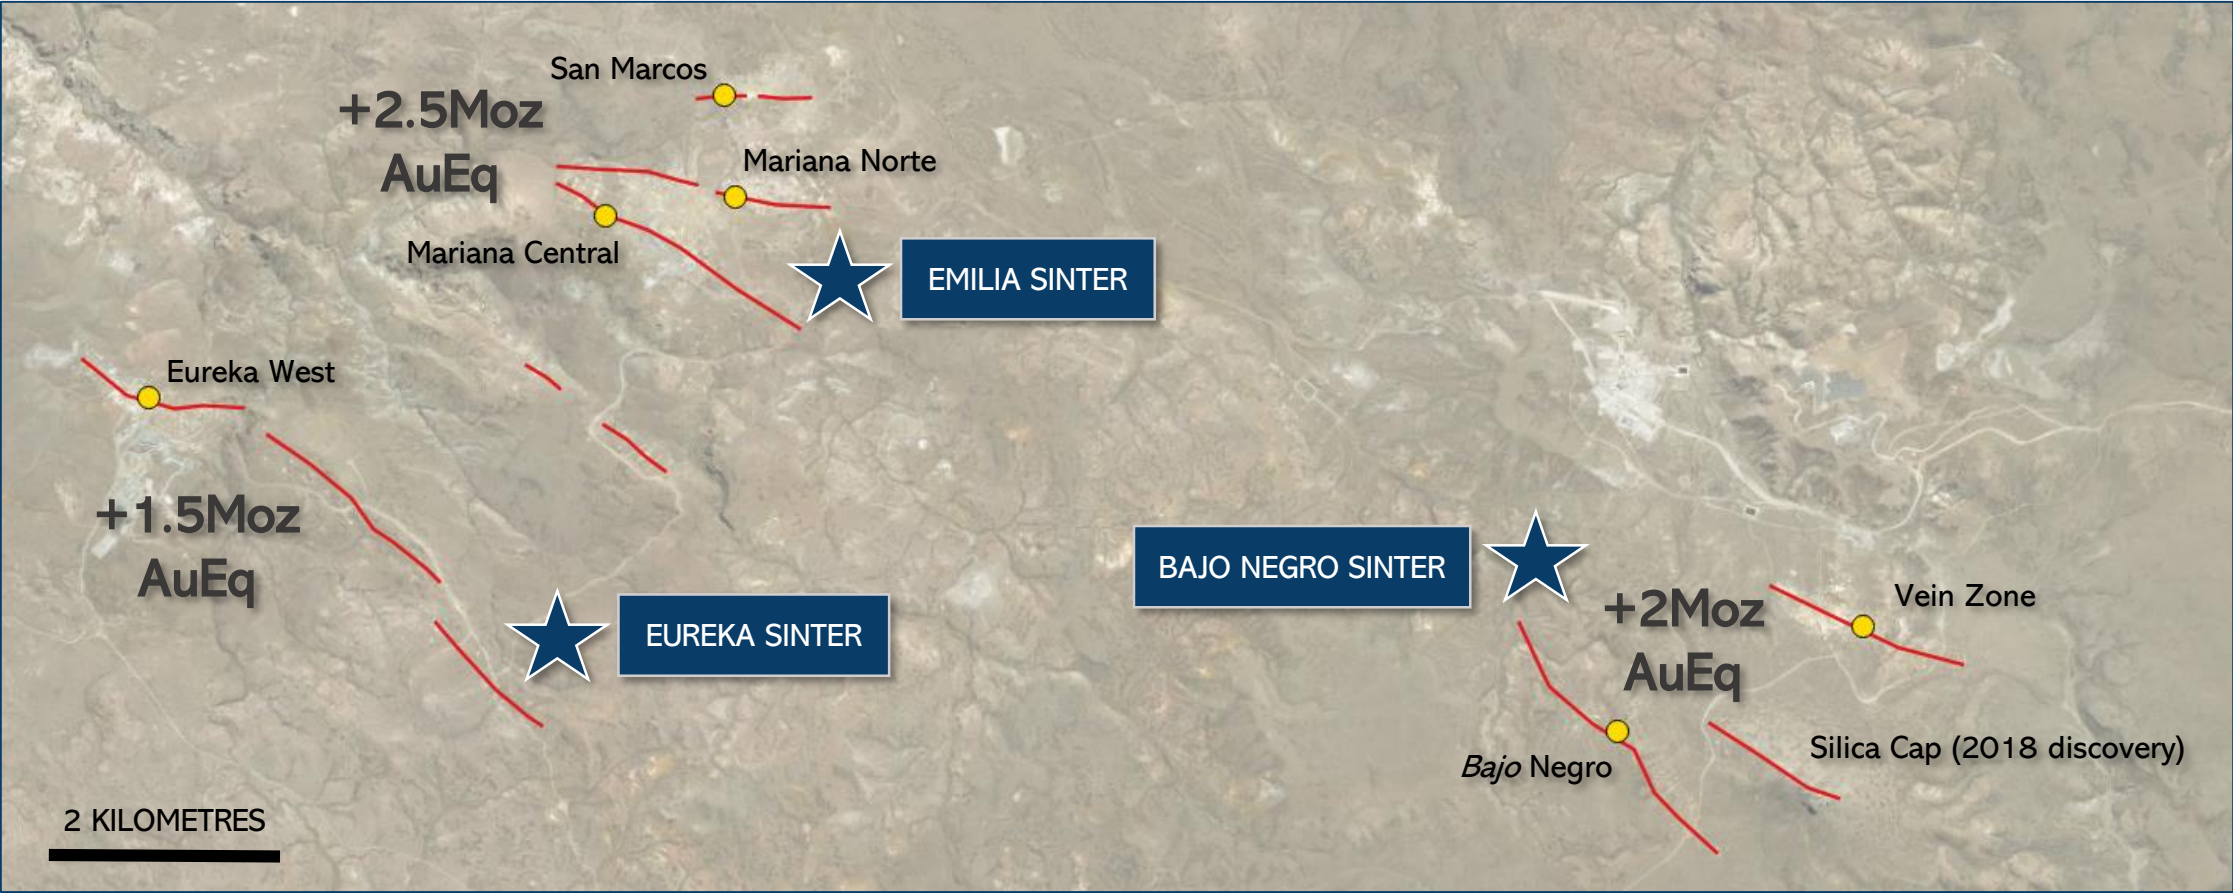 San Marcos
+2.5Moz
AuEq
Mariana Norte
Mariana Central
EMILIA SINTER
Eureka West
+1.5Moz
AuEq
BAJO NEGRO SINTER
EUREKA SINTER
+2Moz
AuEq
Vein Zone
Silica Cap (2018 discovery)
Bajo Negro
2 KILOMETRES